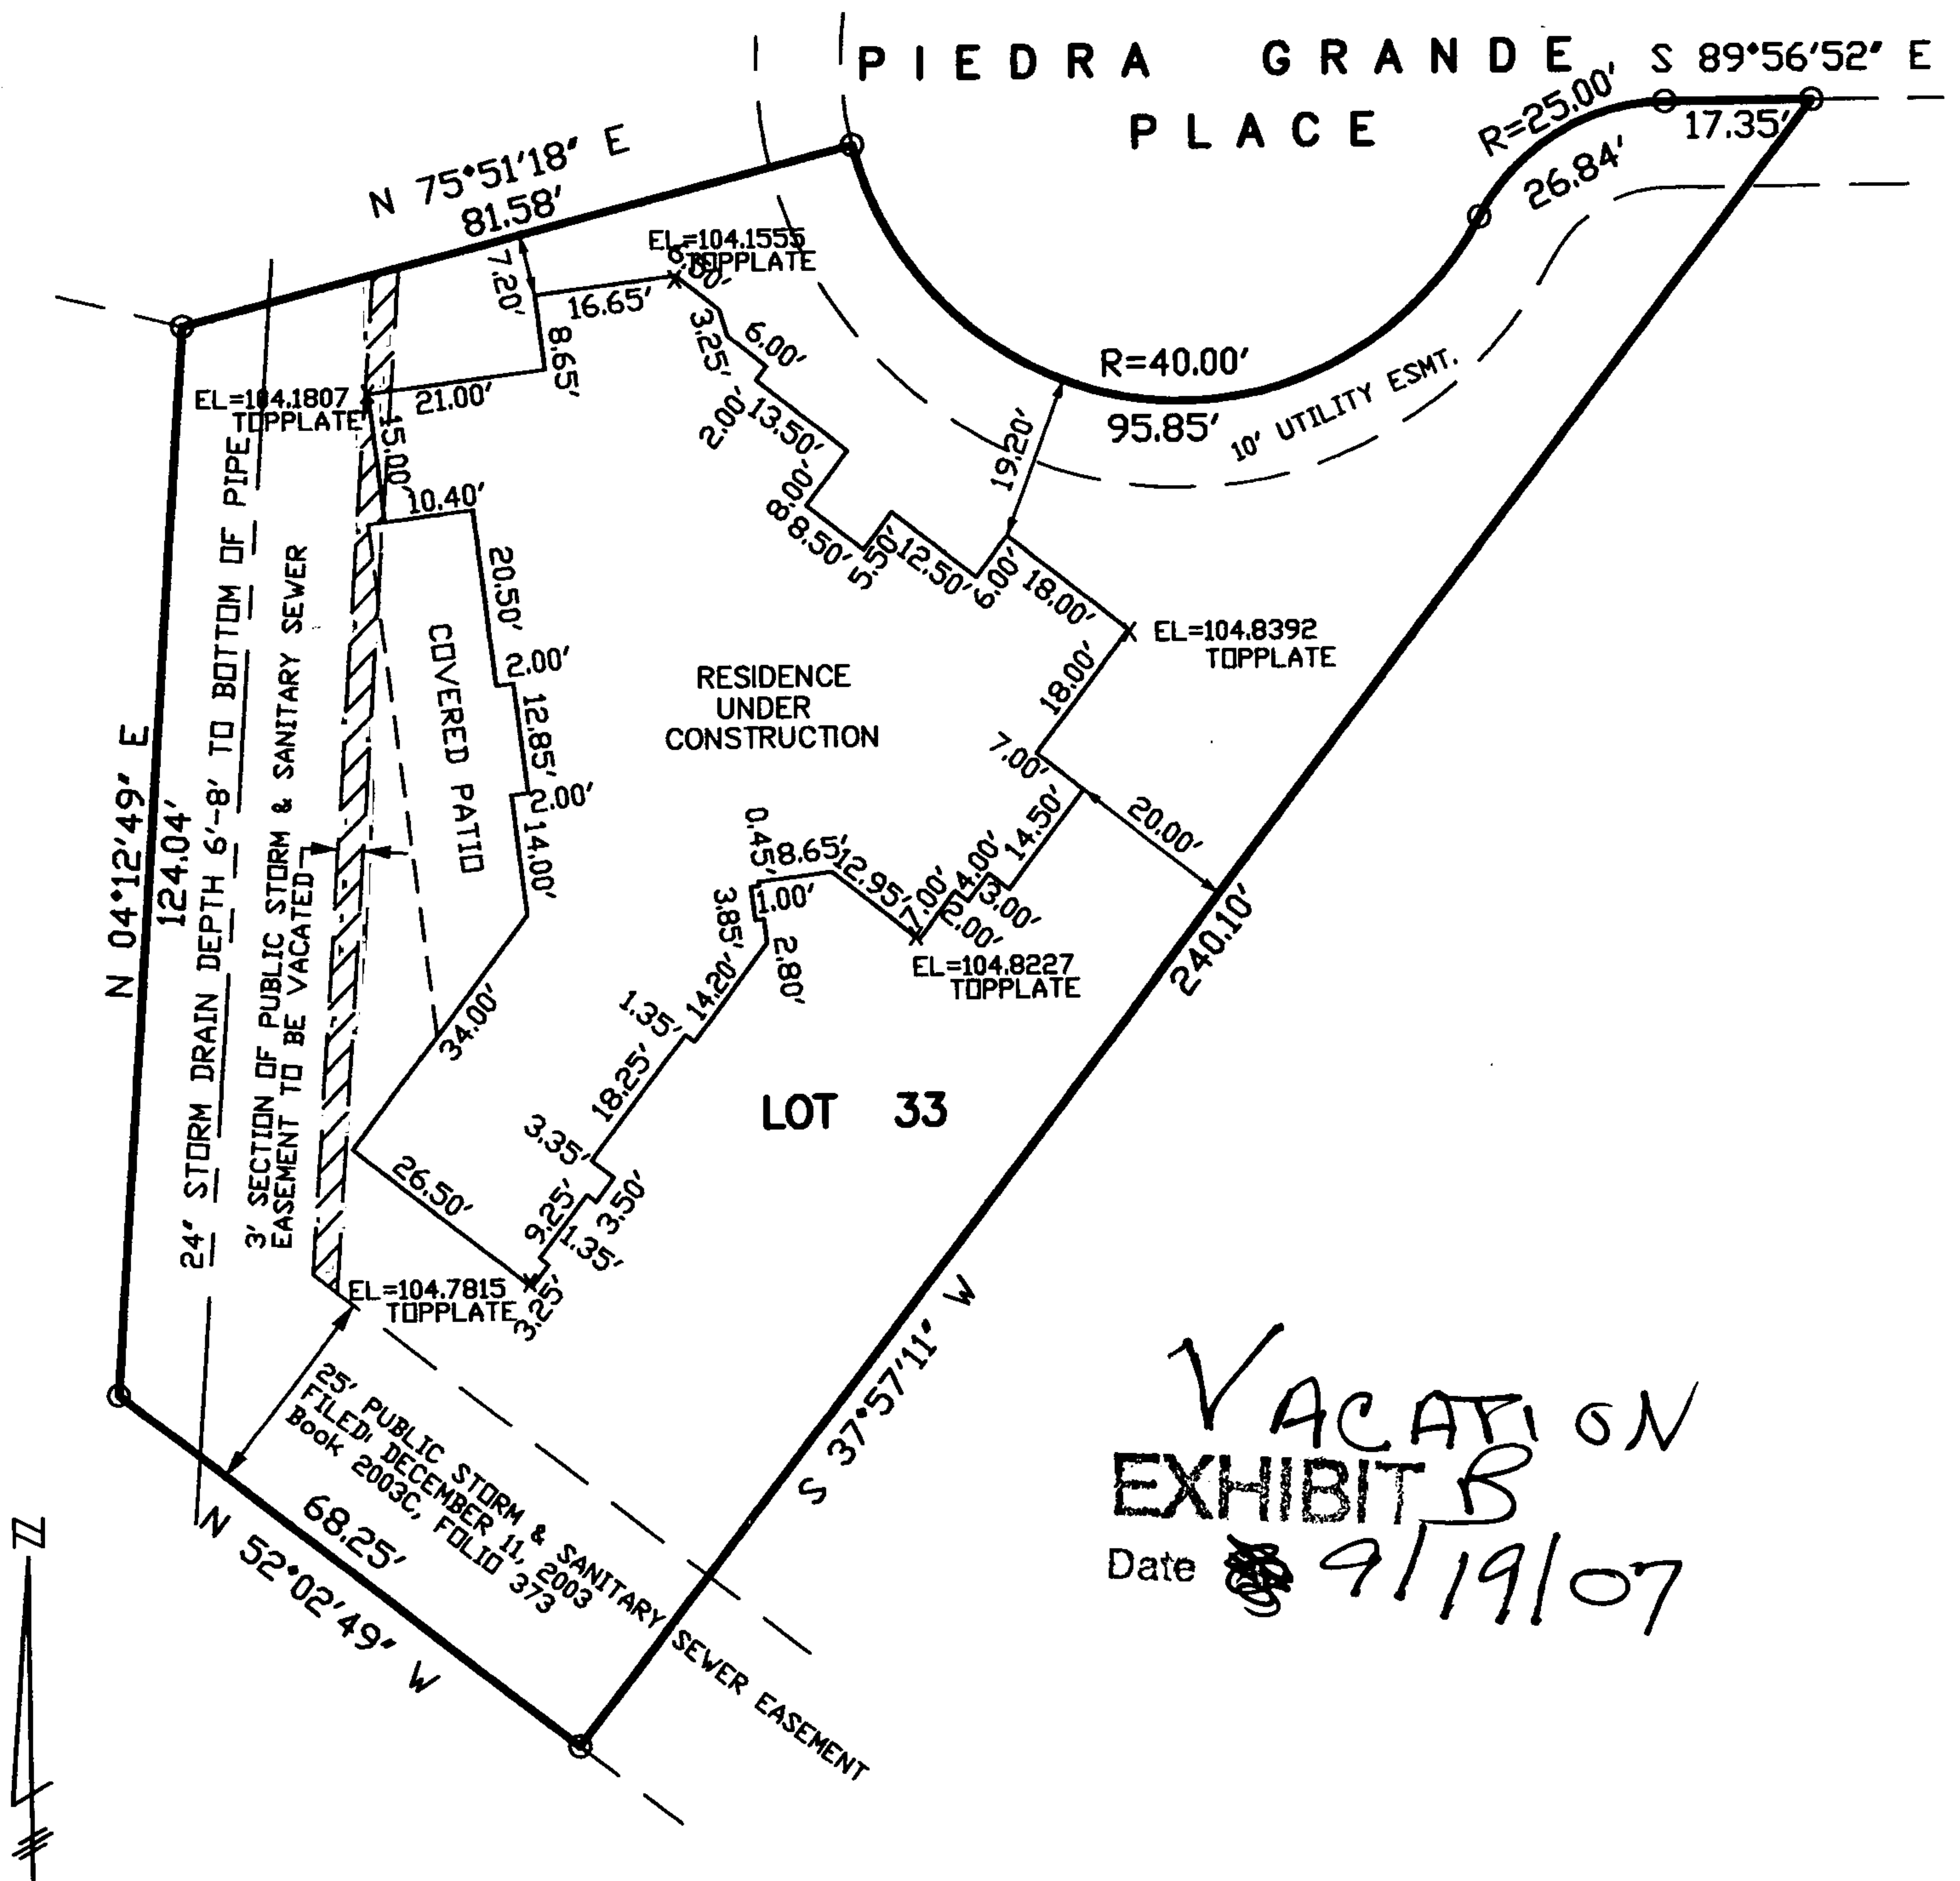 PIEDRA GRANDE
PLACE
S 89°56'52" E
17.35'
R=25.00'
26.84'
N 75°51'18" E
81.58'
EL=104.1555
TOPPLATE
7.20'
16.65'
8.65'
3.25'
6.00'
2.00'
13.50'
8.00'
8.50'
5.50'
12.50'
6.00'
18.00'
19.20'
R=40.00'
95.85'
10' UTILITY ESMT.
EL=104.1807
TOPPLATE
21.00'
15.00'
10.40'
20.50'
2.00'
12.85'
2.00'
14.00'
COVERED PATIO
RESIDENCE
UNDER
CONSTRUCTION
EL=104.8392
TOPPLATE
18.00'
7.00'
20.00'
14.50'
3.00'
4.00'
2.00'
7.00'
12.95'
8.65'
0.45'
1.00'
3.85'
2.80'
EL=104.8227
TOPPLATE
14.20'
1.35'
18.25'
3.35'
3.50'
1.35'
9.25'
3.25'
34.00'
26.50'
EL=104.7815
TOPPLATE
LOT 33
240.10'
S 37°57'11" W
N 04°12'49" E
124.04'
24" STORM DRAIN DEPTH 6'-8' TO BOTTOM OF PIPE
3' SECTION OF PUBLIC STORM & SANITARY SEWER
EASEMENT TO BE VACATED
25' PUBLIC STORM & SANITARY SEWER EASEMENT
FILED: DECEMBER 11, 2003
Book 2003C, FOLIO 373
68.25'
N 52°02'49" W
N
VACATION
EXHIBIT B
Date 9/19/07